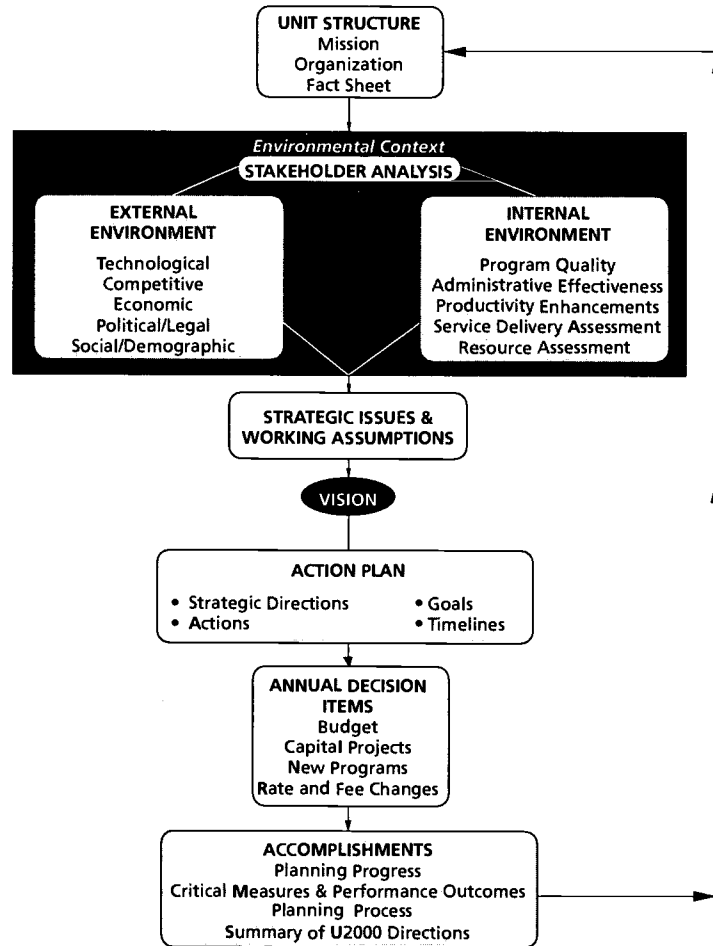 UNIT STRUCTURE
Mission
Organization
Fact Sheet
Environmental Context
STAKEHOLDER ANALYSIS
EXTERNAL
ENVIRONMENT
Technological
Competitive
Economic
Political/Legal
Social/Demographic
INTERNAL
ENVIRONMENT
Program Quality
Administrative Effectiveness
Productivity Enhancements
Service Delivery Assessment
Resource Assessment
STRATEGIC ISSUES &
WORKING ASSUMPTIONS
VISION
ACTION PLAN
• Strategic Directions
• Actions
• Goals
• Timelines
ANNUAL DECISION
ITEMS
Budget
Capital Projects
New Programs
Rate and Fee Changes
ACCOMPLISHMENTS
Planning Progress
Critical Measures & Performance Outcomes
Planning Process
Summary of U2000 Directions